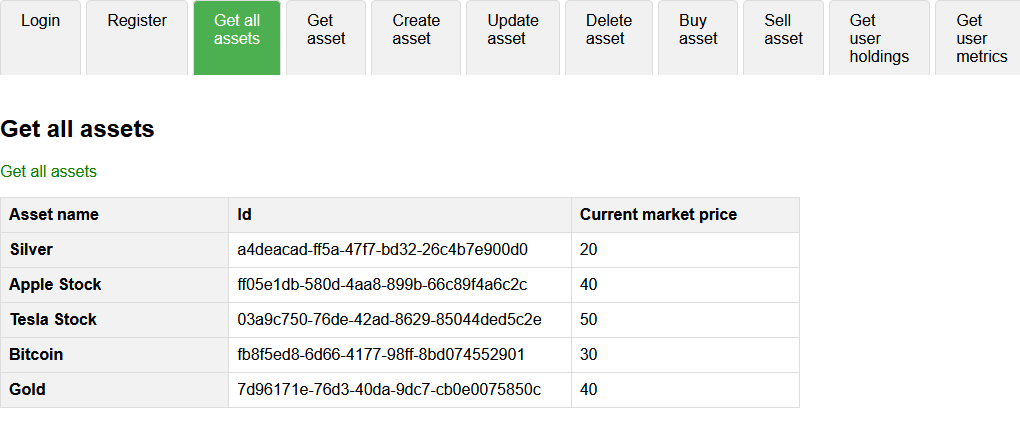 Login
Register
Get all
assets
Get
asset
Create
asset
Update
asset
Delete
asset
Buy
asset
Sell
asset
Get
user
holdings
Get
user
metrics
Get all assets
Get all assets
Asset name Id Current market price
Silver a4deacad-ff5a-47f7-bd32-26c4b7e900d0 20
Apple Stock ff05e1db-580d-4aa8-899b-66c89f4a6c2c 40
Tesla Stock 03a9c750-76de-42ad-8629-85044ded5c2e 50
Bitcoin fb8f5ed8-6d66-4177-98ff-8bd074552901 30
Gold 7d96171e-76d3-40da-9dc7-cb0e0075850c 40